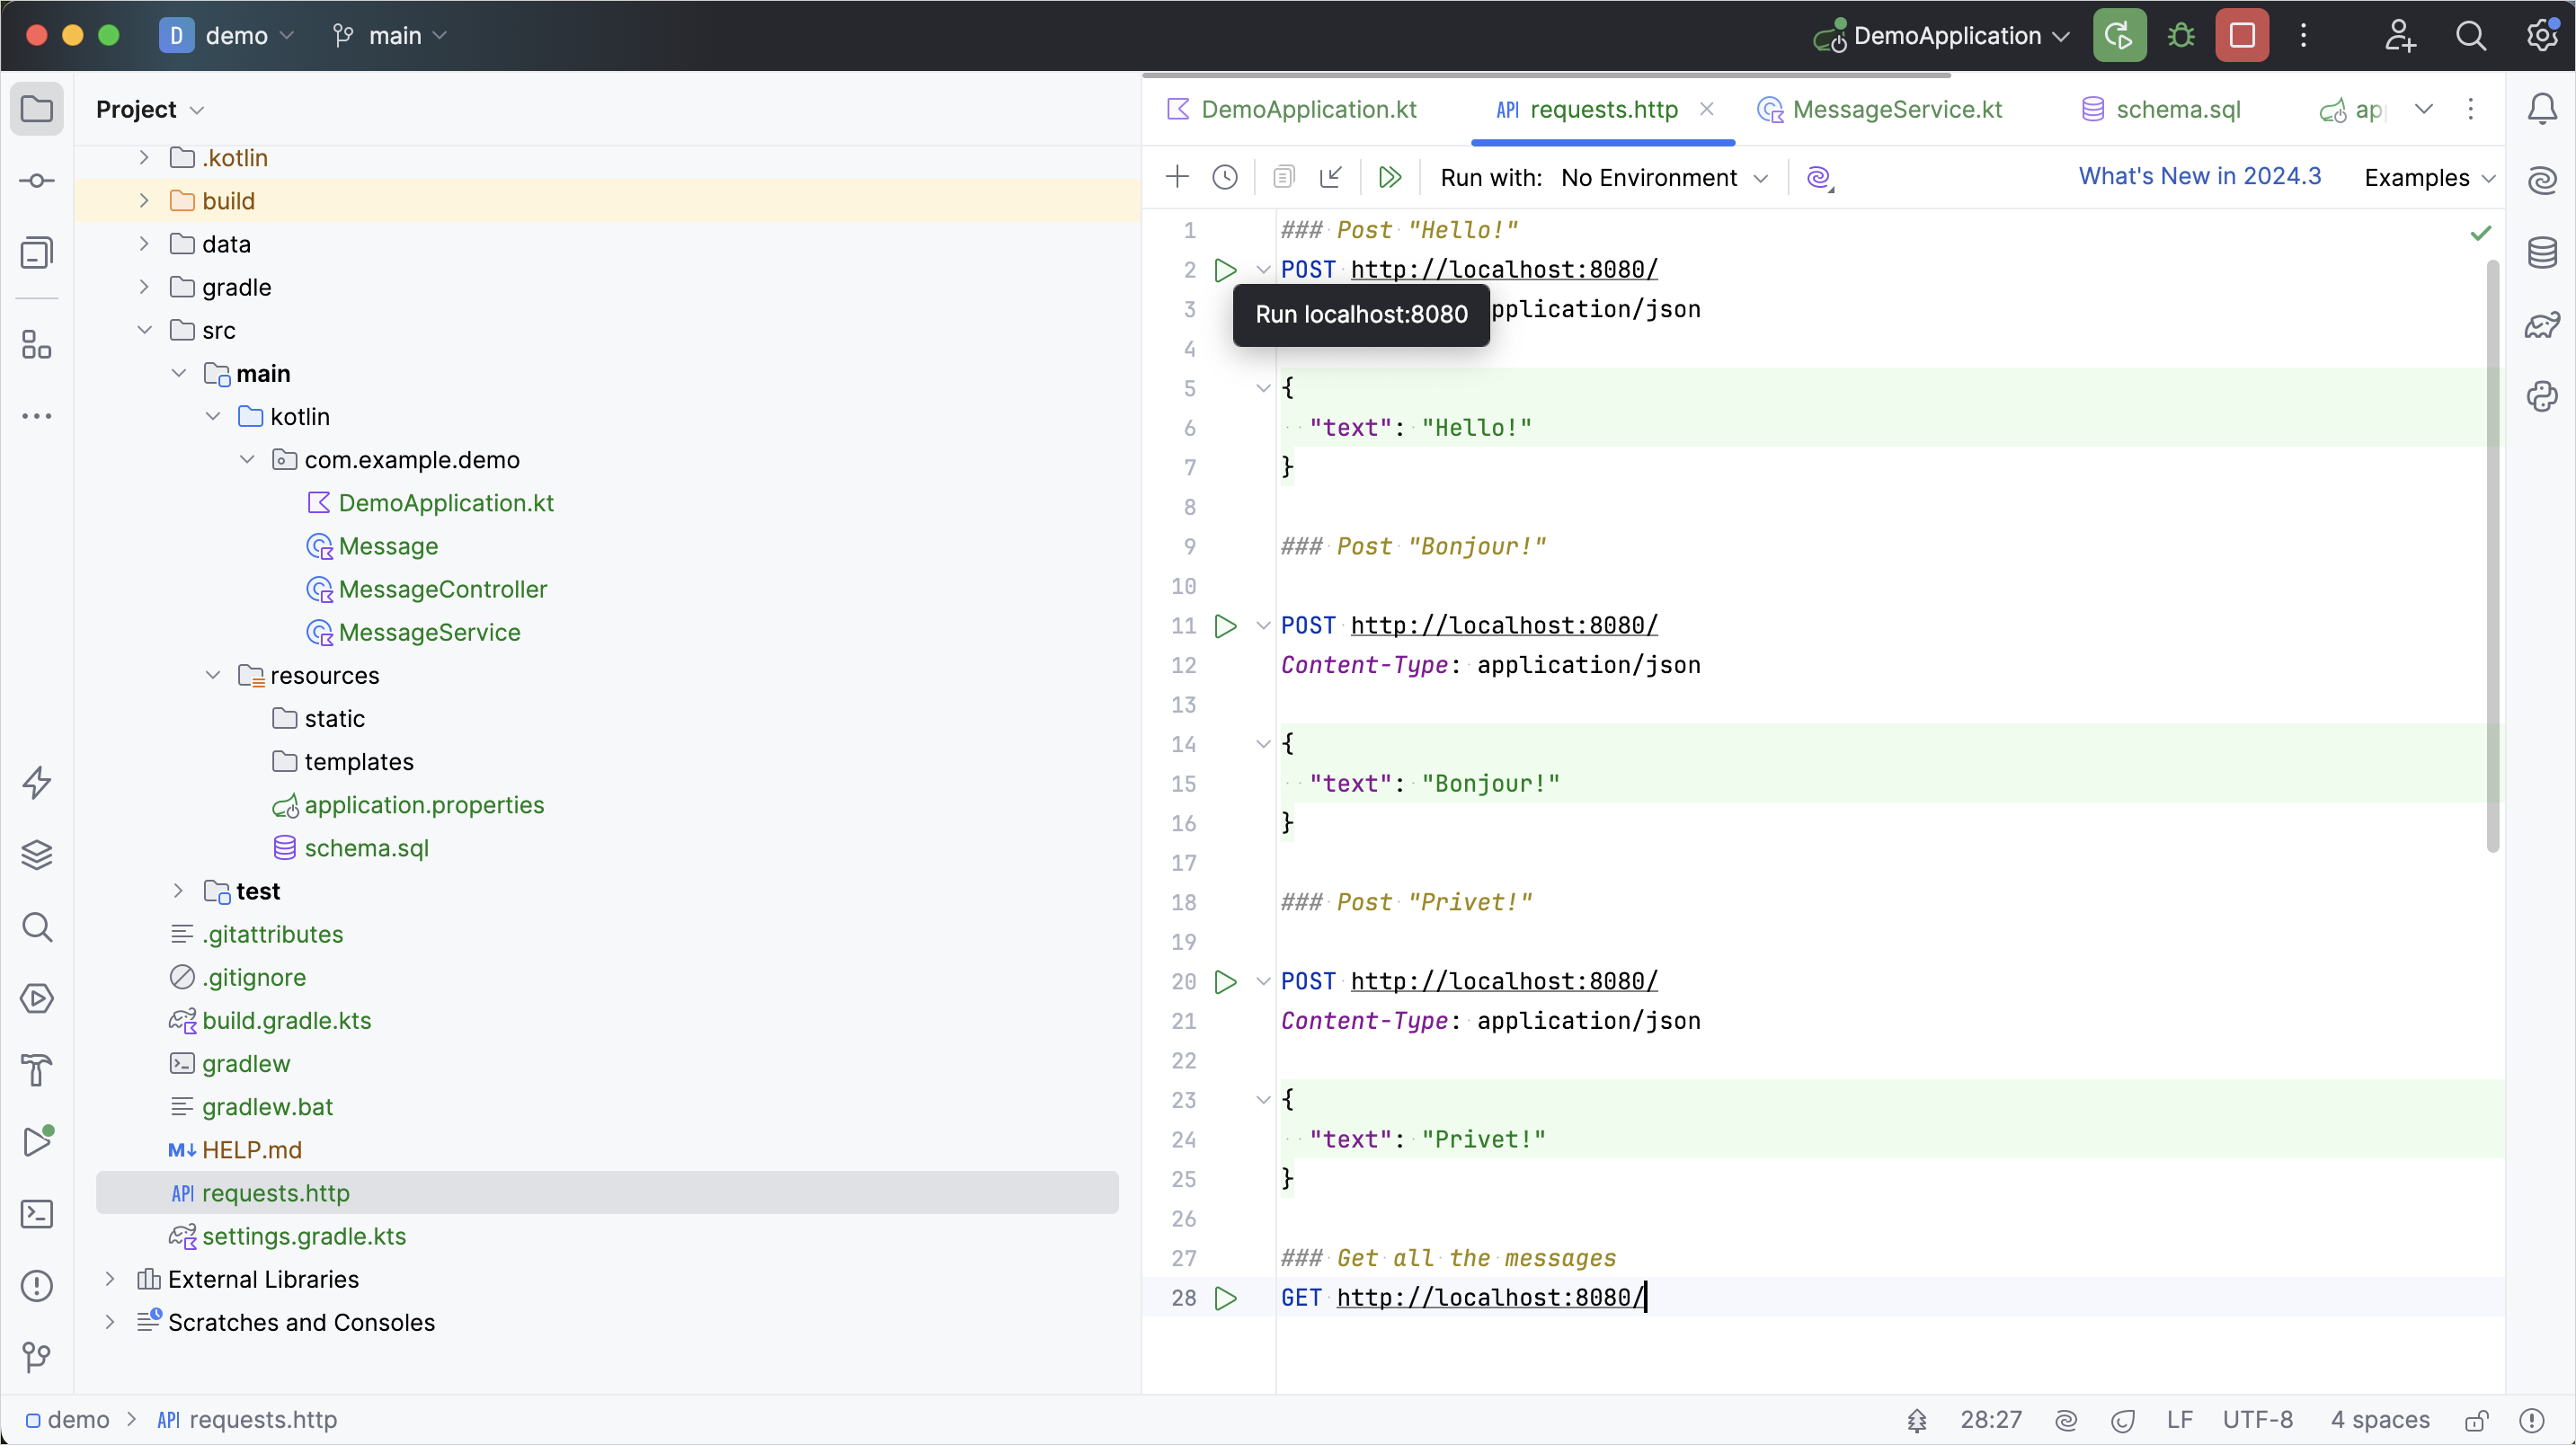 D demo main DemoApplication
Project
.kotlin
build
data
gradle
src
main
kotlin
com.example.demo
DemoApplication.kt
Message
MessageController
MessageService
resources
static
templates
application.properties
schema.sql
test
.gitattributes
.gitignore
build.gradle.kts
gradlew
gradlew.bat
M↓ HELP.md
API requests.http
settings.gradle.kts
External Libraries
Scratches and Consoles
DemoApplication.kt API requests.http MessageService.kt schema.sql ap
Run with: No Environment What's New in 2024.3 Examples
1 ### Post "Hello!"
2 POST http://localhost:8080/
Run localhost:8080
3 pplication/json
4
5 {
6 "text": "Hello!"
7 }
8
9 ### Post "Bonjour!"
10
11 POST http://localhost:8080/
12 Content-Type: application/json
13
14 {
15 "text": "Bonjour!"
16 }
17
18 ### Post "Privet!"
19
20 POST http://localhost:8080/
21 Content-Type: application/json
22
23 {
24 "text": "Privet!"
25 }
26
27 ### Get all the messages
28 GET http://localhost:8080/
demo API requests.http 28:27 LF UTF-8 4 spaces